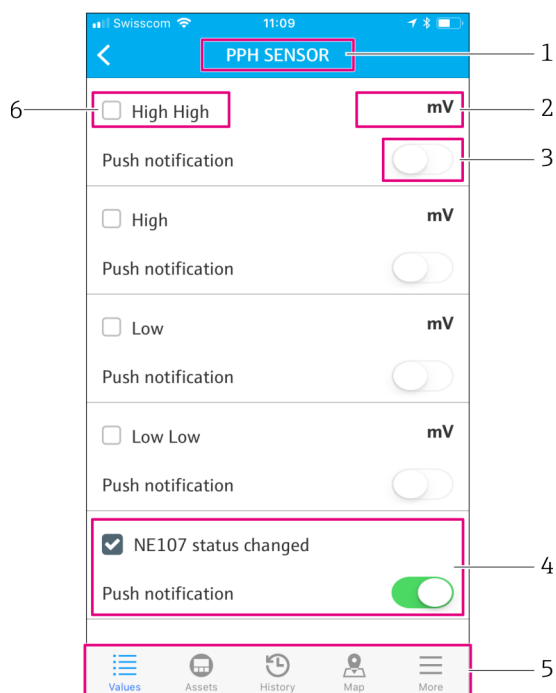 Swisscom 11:09
PPH SENSOR 1
6 High High mV 2
Push notification 3
High mV
Push notification
Low mV
Push notification
Low Low mV
Push notification
NE107 status changed
4
Push notification
Values Assets History Map More 5